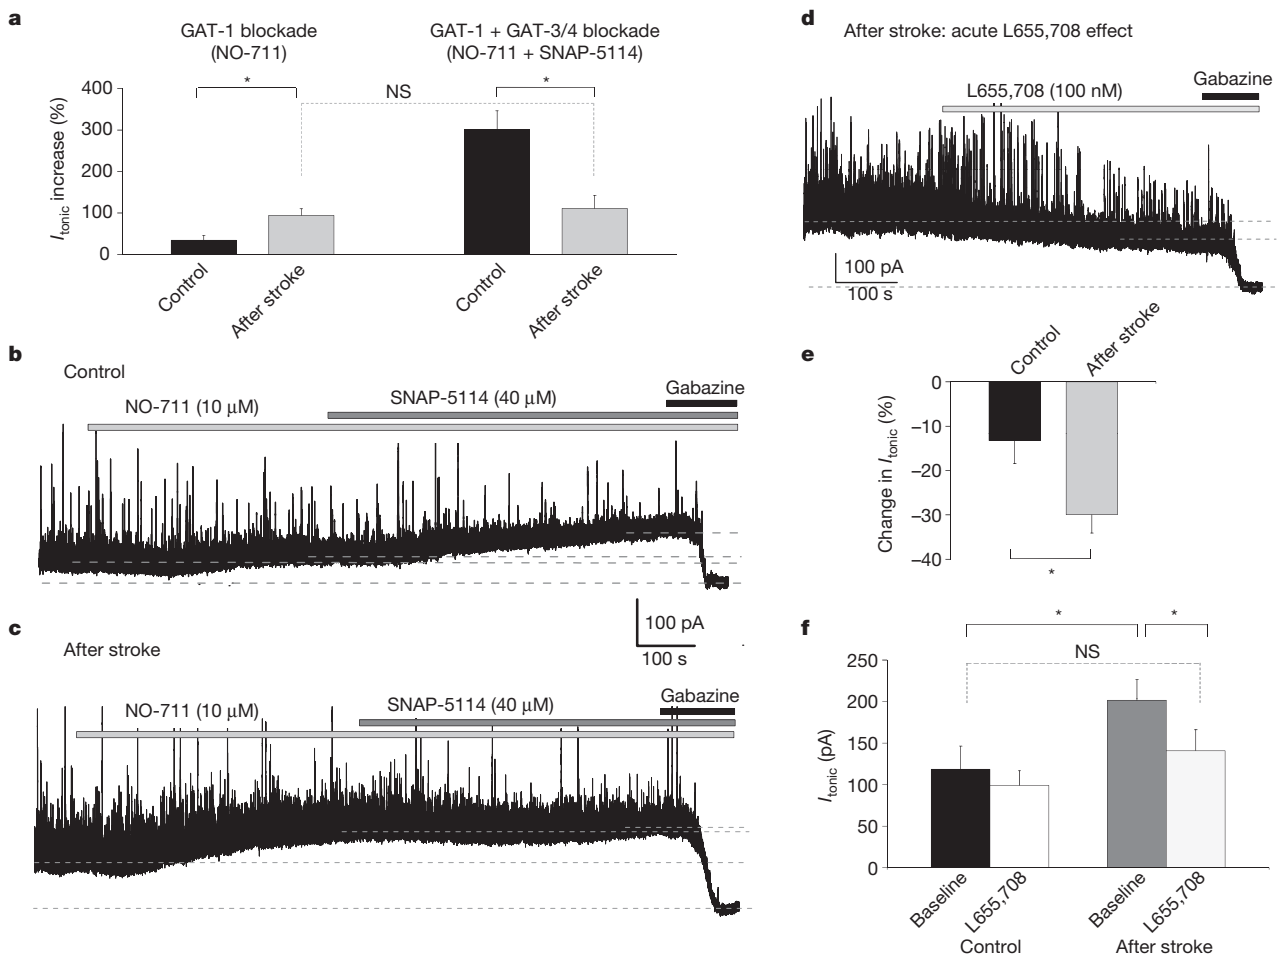 a
GAT-1 blockade
(NO-711)
GAT-1 + GAT-3/4 blockade
(NO-711 + SNAP-5114)
*
NS
*
I tonic increase (%)
400
300
200
100
0
Control
After stroke
Control
After stroke
b
Control
NO-711 (10 μM)
SNAP-5114 (40 μM)
Gabazine
100 pA
100 s
c
After stroke
NO-711 (10 μM)
SNAP-5114 (40 μM)
Gabazine
d
After stroke: acute L655,708 effect
L655,708 (100 nM)
Gabazine
100 pA
100 s
e
Control
After stroke
Change in I tonic (%)
0
–10
–20
–30
–40
*
f
*
*
NS
I tonic (pA)
250
200
150
100
50
0
Baseline
L655,708
Baseline
L655,708
Control
After stroke